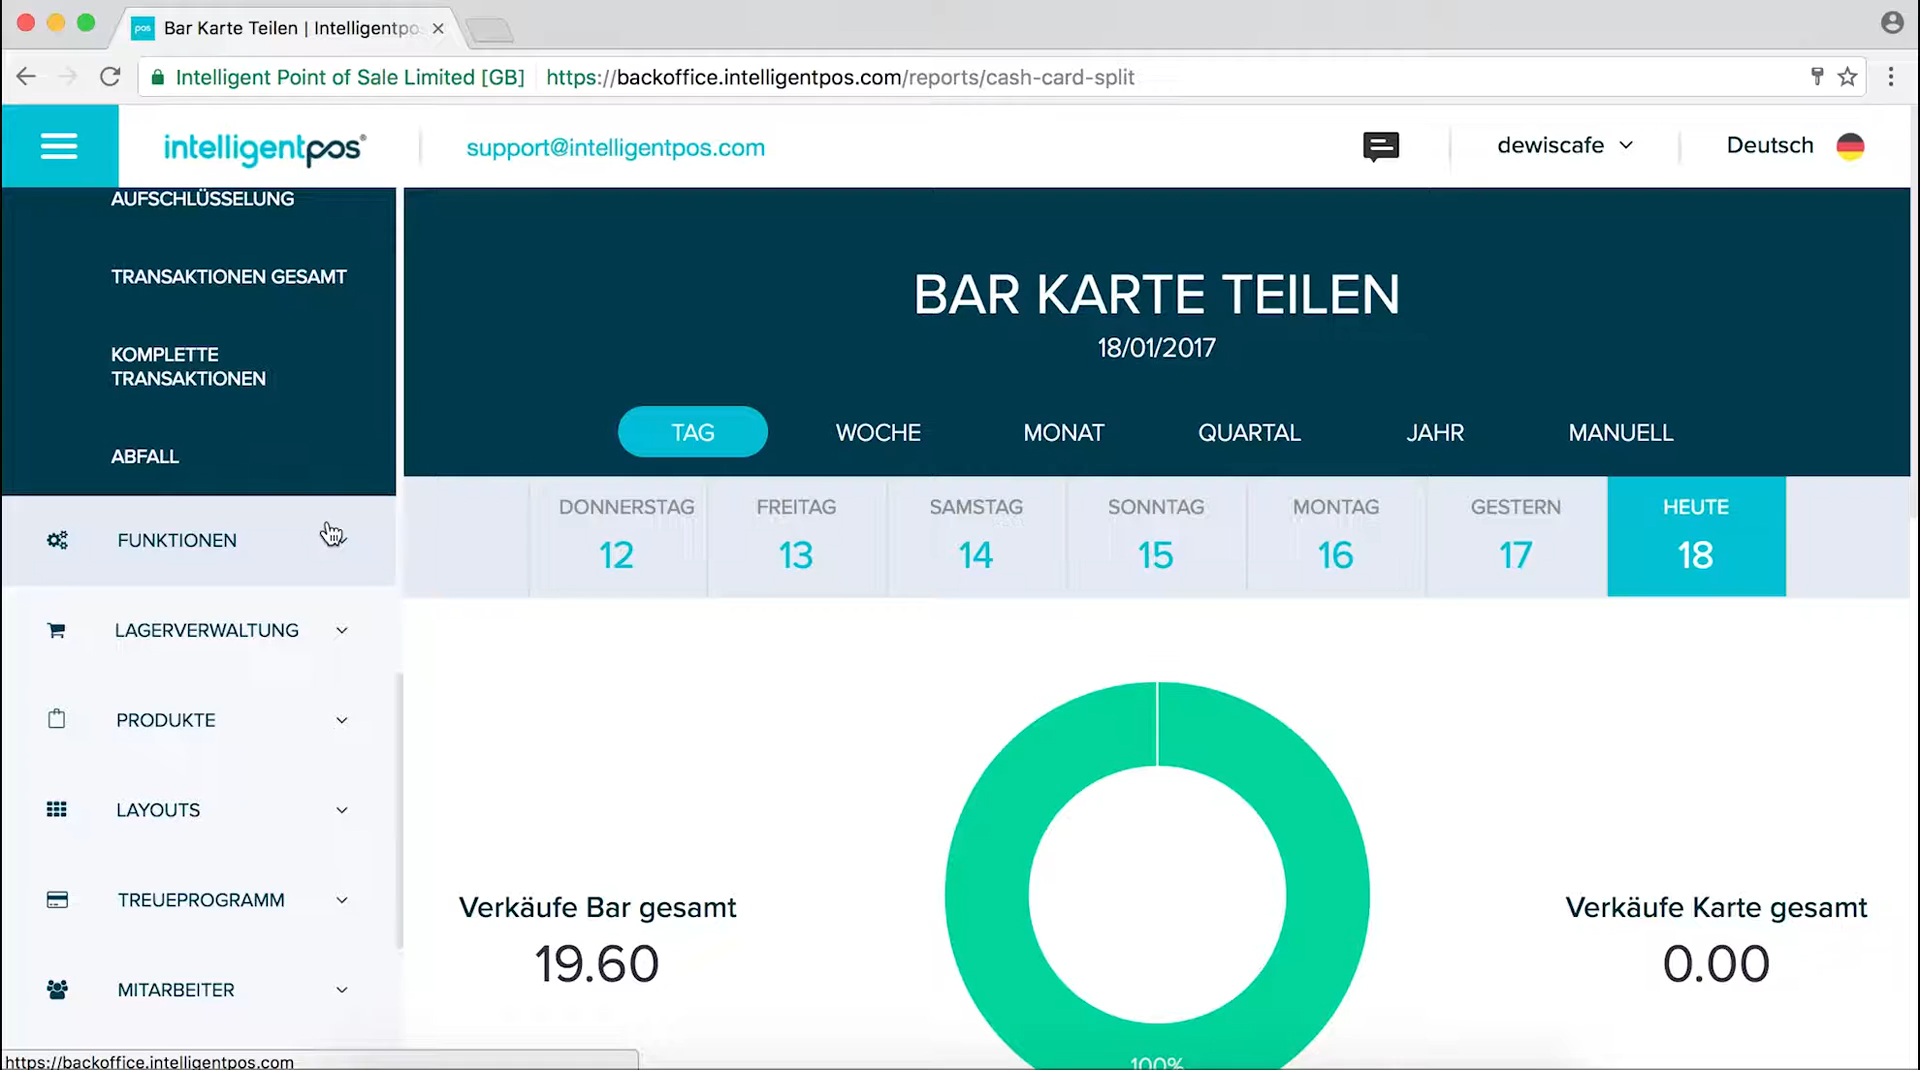 pos Bar Karte Teilen | Intelligentpo
Intelligent Point of Sale Limited [GB] https://backoffice.intelligentpos.com/reports/cash-card-split
intelligentpos® support@intelligentpos.com dewiscafe Deutsch
AUFSCHLÜSSELUNG
TRANSAKTIONEN GESAMT
KOMPLETTE
TRANSAKTIONEN
ABFALL
FUNKTIONEN
LAGERVERWALTUNG
PRODUKTE
LAYOUTS
TREUEPROGRAMM
MITARBEITER
BAR KARTE TEILEN
18/01/2017
TAG WOCHE MONAT QUARTAL JAHR MANUELL
DONNERSTAG FREITAG SAMSTAG SONNTAG MONTAG GESTERN HEUTE
12 13 14 15 16 17 18
Verkäufe Bar gesamt Verkäufe Karte gesamt
19.60 0.00
100%
https://backoffice.intelligentpos.com